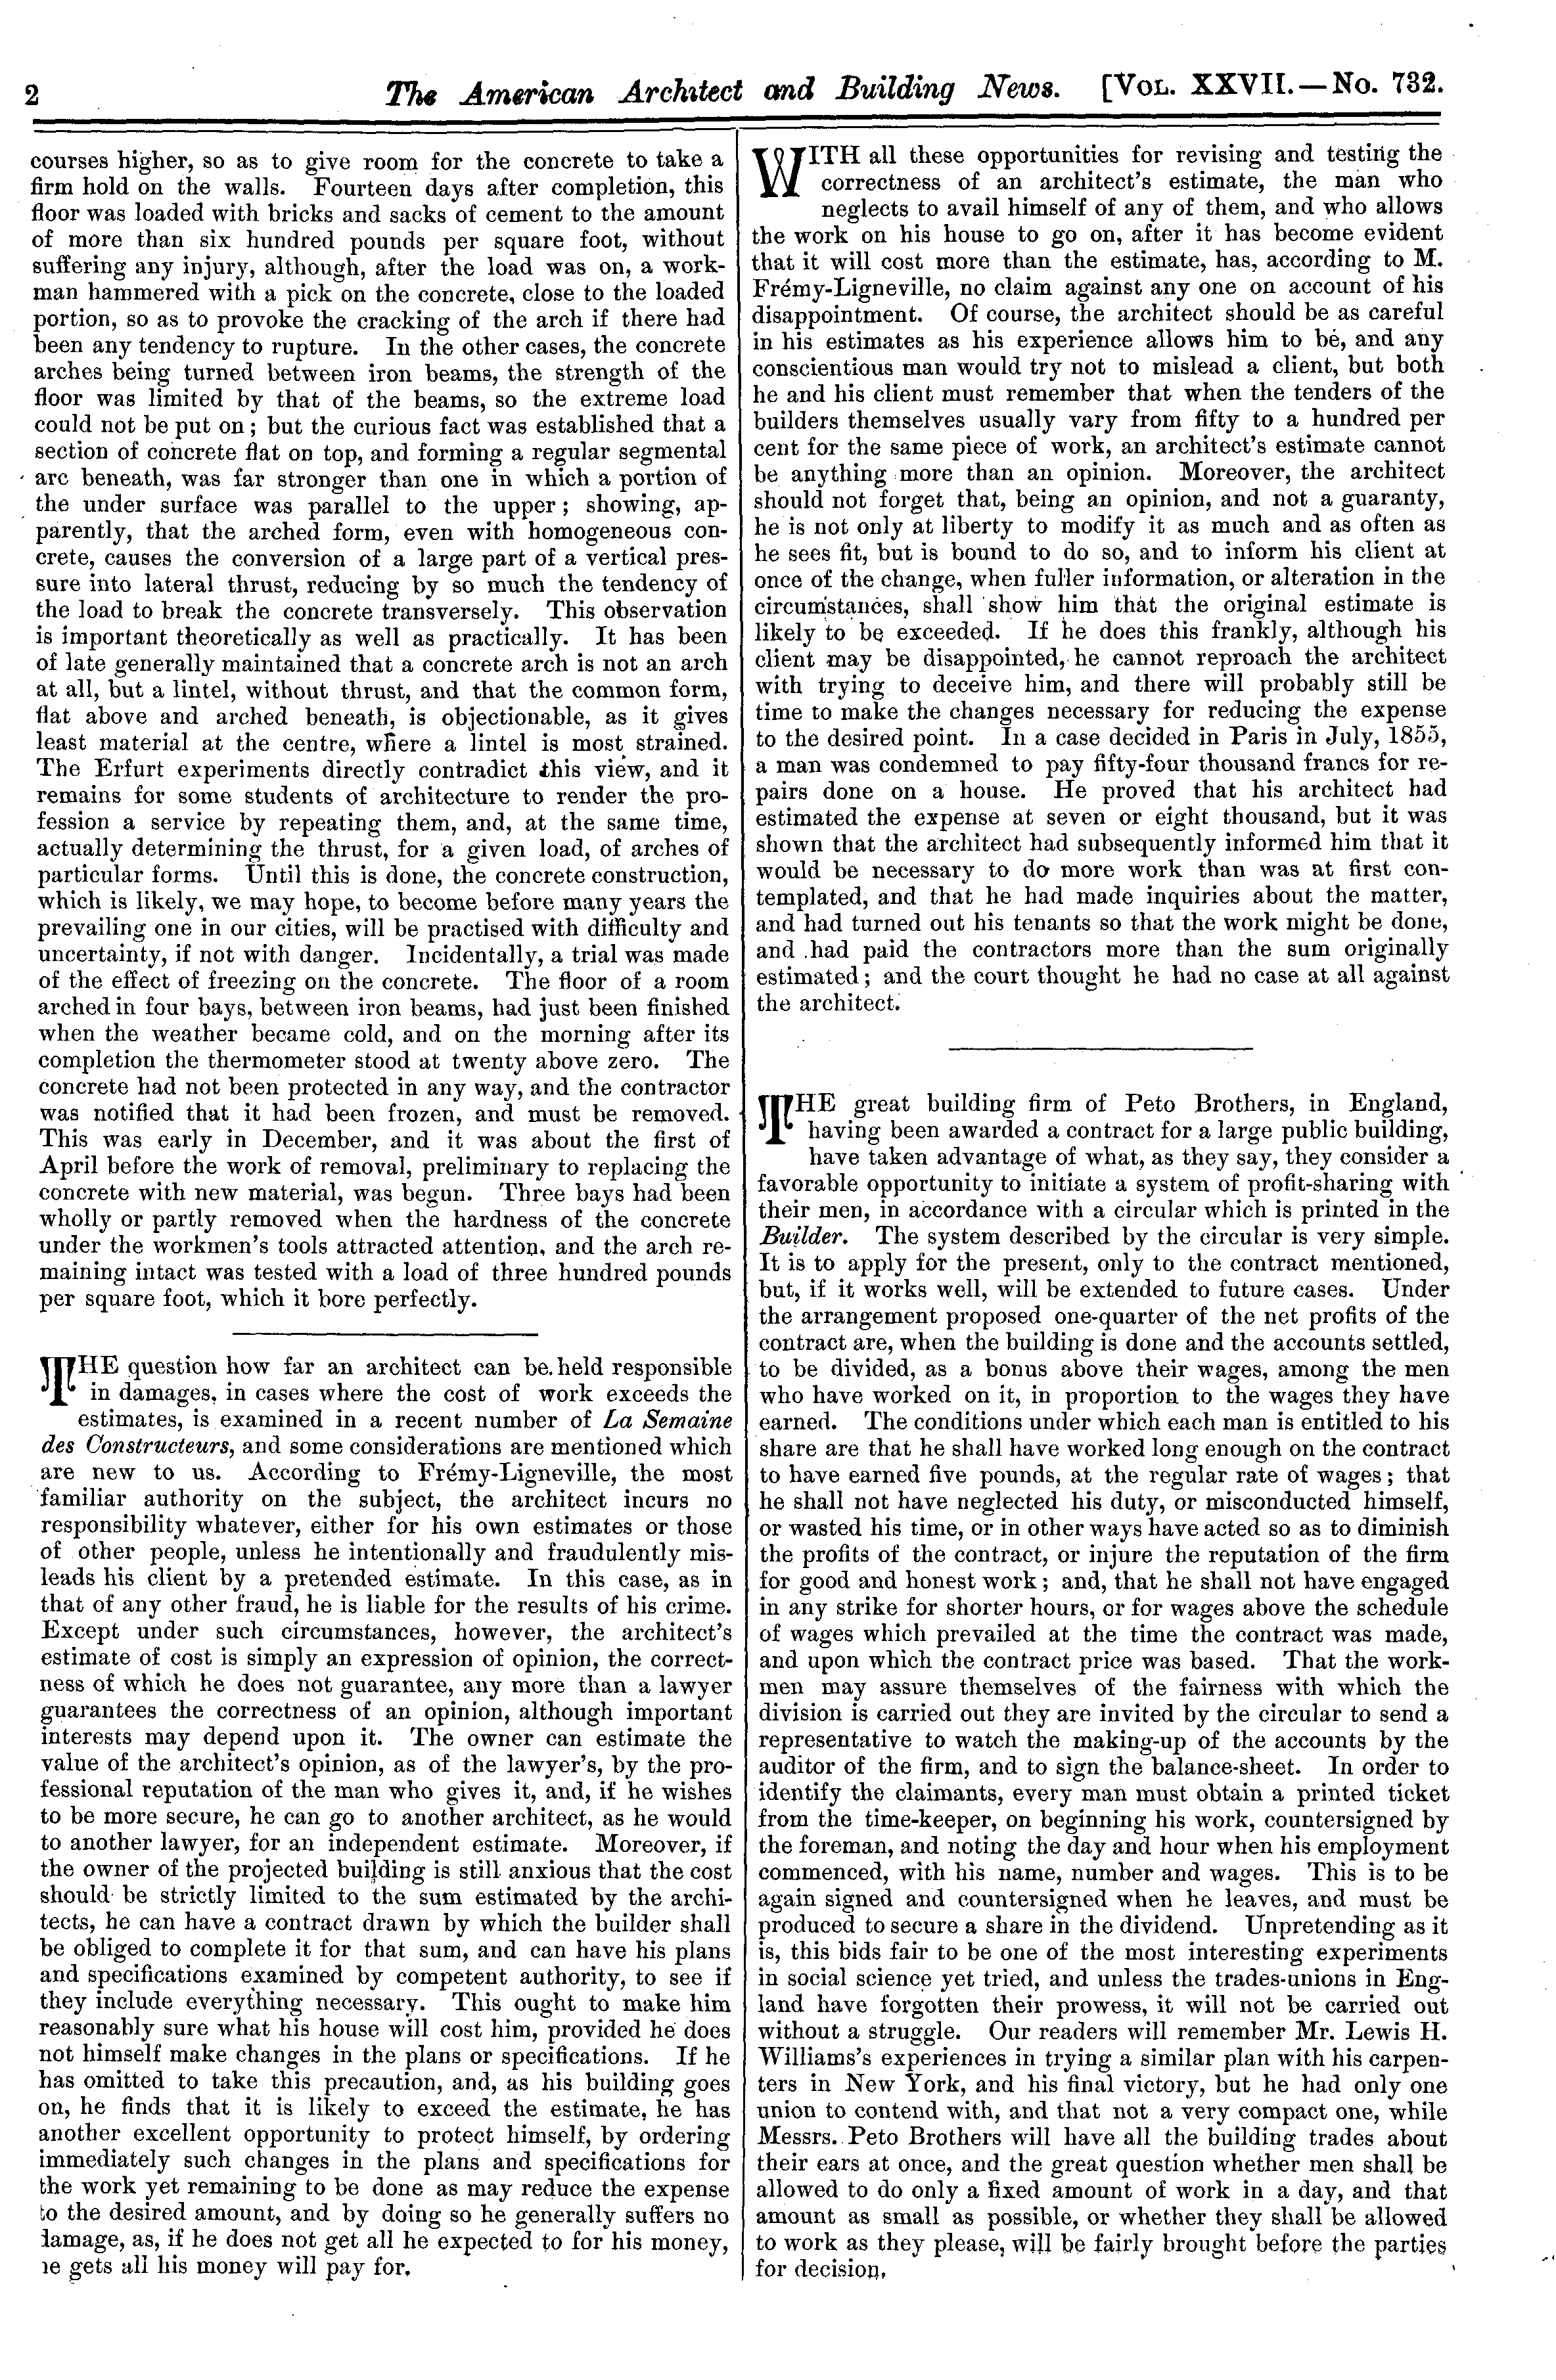 2 The American Architect and Building News. [VOL. XXVII.—No. 732.
courses higher, so as to give room for the concrete to take a
firm hold on the walls. Fourteen days after completion, this
floor was loaded with bricks and sacks of cement to the amount
of more than six hundred pounds per square foot, without
suffering any injury, although, after the load was on, a work-
man hammered with a pick on the concrete, close to the loaded
portion, so as to provoke the cracking of the arch if there had
been any tendency to rupture. In the other cases, the concrete
arches being turned between iron beams, the strength of the
floor was limited by that of the beams, so the extreme load
could not be put on; but the curious fact was established that a
section of concrete flat on top, and forming a regular segmental
arc beneath, was far stronger than one in which a portion of
the under surface was parallel to the upper; showing, ap-
parently, that the arched form, even with homogeneous con-
crete, causes the conversion of a large part of a vertical pres-
sure into lateral thrust, reducing by so much the tendency of
the load to break the concrete transversely. This observation
is important theoretically as well as practically. It has been
of late generally maintained that a concrete arch is not an arch
at all, but a lintel, without thrust, and that the common form,
flat above and arched beneath, is objectionable, as it gives
least material at the centre, where a lintel is most strained.
The Erfurt experiments directly contradict this view, and it
remains for some students of architecture to render the pro-
fession a service by repeating them, and, at the same time,
actually determining the thrust, for a given load, of arches of
particular forms. Until this is done, the concrete construction,
which is likely, we may hope, to become before many years the
prevailing one in our cities, will be practised with difficulty and
uncertainty, if not with danger. Incidentally, a trial was made
of the effect of freezing on the concrete. The floor of a room
arched in four bays, between iron beams, had just been finished
when the weather became cold, and on the morning after its
completion the thermometer stood at twenty above zero. The
concrete had not been protected in any way, and the contractor
was notified that it had been frozen, and must be removed.
This was early in December, and it was about the first of
April before the work of removal, preliminary to replacing the
concrete with new material, was begun. Three bays had been
wholly or partly removed when the hardness of the concrete
under the workmen's tools attracted attention, and the arch re-
maining intact was tested with a load of three hundred pounds
per square foot, which it bore perfectly.
THE question how far an architect can be held responsible
in damages, in cases where the cost of work exceeds the
estimates, is examined in a recent number of La Semaine
des Constructeurs, and some considerations are mentioned which
are new to us. According to Frémy-Ligneville, the most
familiar authority on the subject, the architect incurs no
responsibility whatever, either for his own estimates or those
of other people, unless he intentionally and fraudulently mis-
leads his client by a pretended estimate. In this case, as in
that of any other fraud, he is liable for the results of his crime.
Except under such circumstances, however, the architect's
estimate of cost is simply an expression of opinion, the correct-
ness of which he does not guarantee, any more than a lawyer
guarantees the correctness of an opinion, although important
interests may depend upon it. The owner can estimate the
value of the architect's opinion, as of the lawyer's, by the pro-
fessional reputation of the man who gives it, and, if he wishes
to be more secure, he can go to another architect, as he would
to another lawyer, for an independent estimate. Moreover, if
the owner of the projected building is still anxious that the cost
should be strictly limited to the sum estimated by the archi-
tects, he can have a contract drawn by which the builder shall
be obliged to complete it for that sum, and can have his plans
and specifications examined by competent authority, to see if
they include everything necessary. This ought to make him
reasonably sure what his house will cost him, provided he does
not himself make changes in the plans or specifications. If he
has omitted to take this precaution, and, as his building goes
on, he finds that it is likely to exceed the estimate, he has
another excellent opportunity to protect himself, by ordering
immediately such changes in the plans and specifications for
the work yet remaining to be done as may reduce the expense
to the desired amount, and by doing so he generally suffers no
damage, as, if he does not get all he expected to for his money,
he gets all his money will pay for.
WITH all these opportunities for revising and testing the
correctness of an architect's estimate, the man who
neglects to avail himself of any of them, and who allows
the work on his house to go on, after it has become evident
that it will cost more than the estimate, has, according to M.
Frémy-Ligneville, no claim against any one on account of his
disappointment. Of course, the architect should be as careful
in his estimates as his experience allows him to be, and any
conscientious man would try not to mislead a client, but both
he and his client must remember that when the tenders of the
builders themselves usually vary from fifty to a hundred per
cent for the same piece of work, an architect's estimate cannot
be anything more than an opinion. Moreover, the architect
should not forget that, being an opinion, and not a guaranty,
he is not only at liberty to modify it as much and as often as
he sees fit, but is bound to do so, and to inform his client at
once of the change, when fuller information, or alteration in the
circumstances, shall show him that the original estimate is
likely to be exceeded. If he does this frankly, although his
client may be disappointed, he cannot reproach the architect
with trying to deceive him, and there will probably still be
time to make the changes necessary for reducing the expense
to the desired point. In a case decided in Paris in July, 1855,
a man was condemned to pay fifty-four thousand francs for re-
pairs done on a house. He proved that his architect had
estimated the expense at seven or eight thousand, but it was
shown that the architect had subsequently informed him that it
would be necessary to do more work than was at first con-
templated, and that he had made inquiries about the matter,
and had turned out his tenants so that the work might be done,
and had paid the contractors more than the sum originally
estimated; and the court thought he had no case at all against
the architect.
THE great building firm of Peto Brothers, in England,
having been awarded a contract for a large public building,
have taken advantage of what, as they say, they consider a
favorable opportunity to initiate a system of profit-sharing with
their men, in accordance with a circular which is printed in the
Builder. The system described by the circular is very simple.
It is to apply for the present, only to the contract mentioned,
but, if it works well, will be extended to future cases. Under
the arrangement proposed one-quarter of the net profits of the
contract are, when the building is done and the accounts settled,
to be divided, as a bonus above their wages, among the men
who have worked on it, in proportion to the wages they have
earned. The conditions under which each man is entitled to his
share are that he shall have worked long enough on the contract
to have earned five pounds, at the regular rate of wages; that
he shall not have neglected his duty, or misconducted himself,
or wasted his time, or in other ways have acted so as to diminish
the profits of the contract, or injure the reputation of the firm
for good and honest work; and, that he shall not have engaged
in any strike for shorter hours, or for wages above the schedule
of wages which prevailed at the time the contract was made,
and upon which the contract price was based. That the work-
men may assure themselves of the fairness with which the
division is carried out they are invited by the circular to send a
representative to watch the making-up of the accounts by the
auditor of the firm, and to sign the balance-sheet. In order to
identify the claimants, every man must obtain a printed ticket
from the time-keeper, on beginning his work, countersigned by
the foreman, and noting the day and hour when his employment
commenced, with his name, number and wages. This is to be
again signed and countersigned when he leaves, and must be
produced to secure a share in the dividend. Unpretending as it
is, this bids fair to be one of the most interesting experiments
in social science yet tried, and unless the trades-unions in Eng-
land have forgotten their prowess, it will not be carried out
without a struggle. Our readers will remember Mr. Lewis H.
Williams's experiences in trying a similar plan with his carpen-
ters in New York, and his final victory, but he had only one
union to contend with, and that not a very compact one, while
Messrs. Peto Brothers will have all the building trades about
their ears at once, and the great question whether men shall be
allowed to do only a fixed amount of work in a day, and that
amount as small as possible, or whether they shall be allowed
to work as they please, will be fairly brought before the parties
for decision.